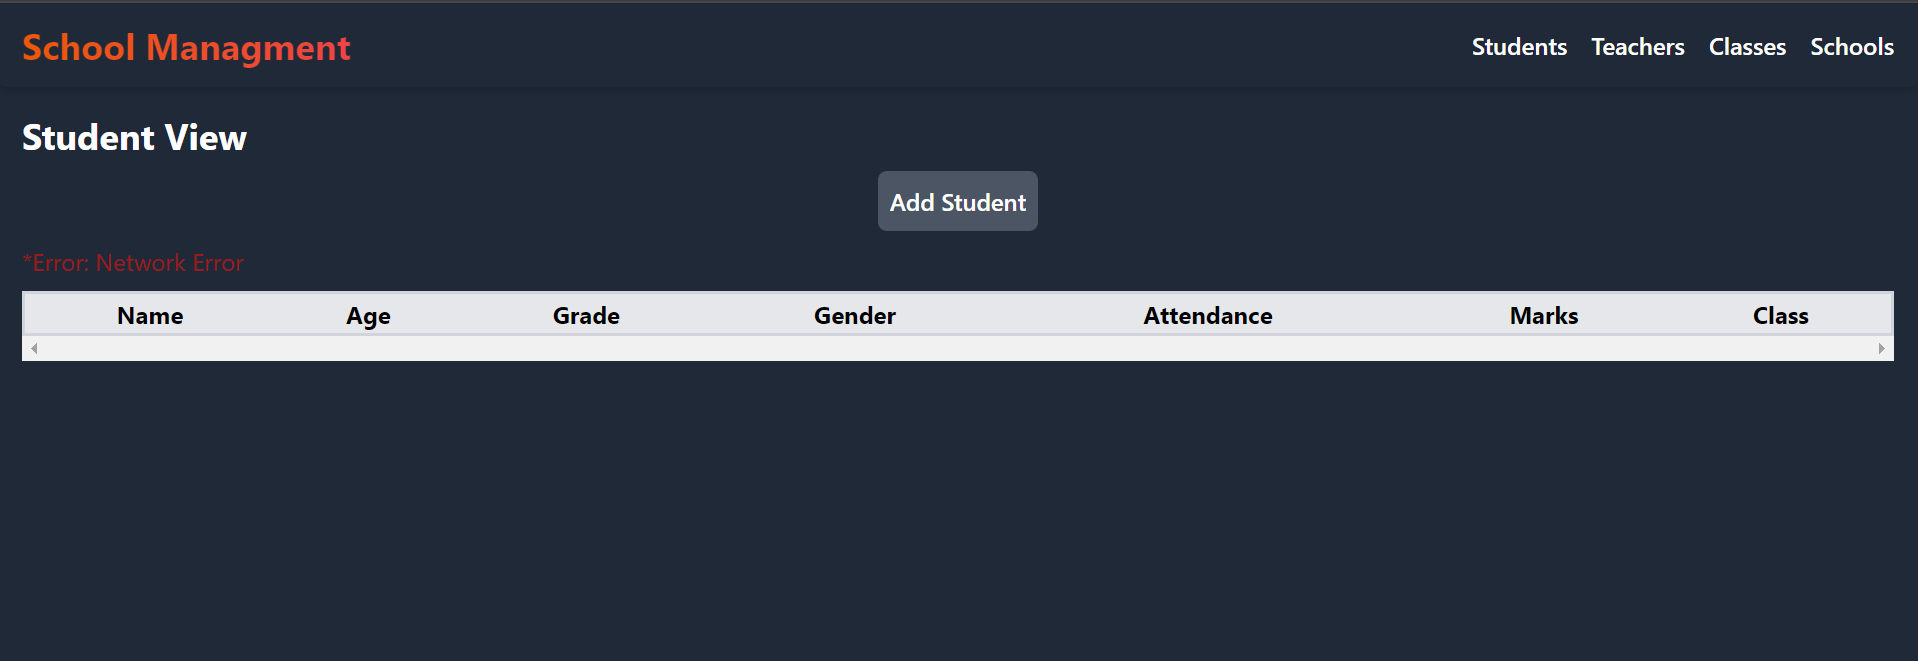 School Managment
Students Teachers Classes Schools
Student View
Add Student
*Error: Network Error
Name Age Grade Gender Attendance Marks Class